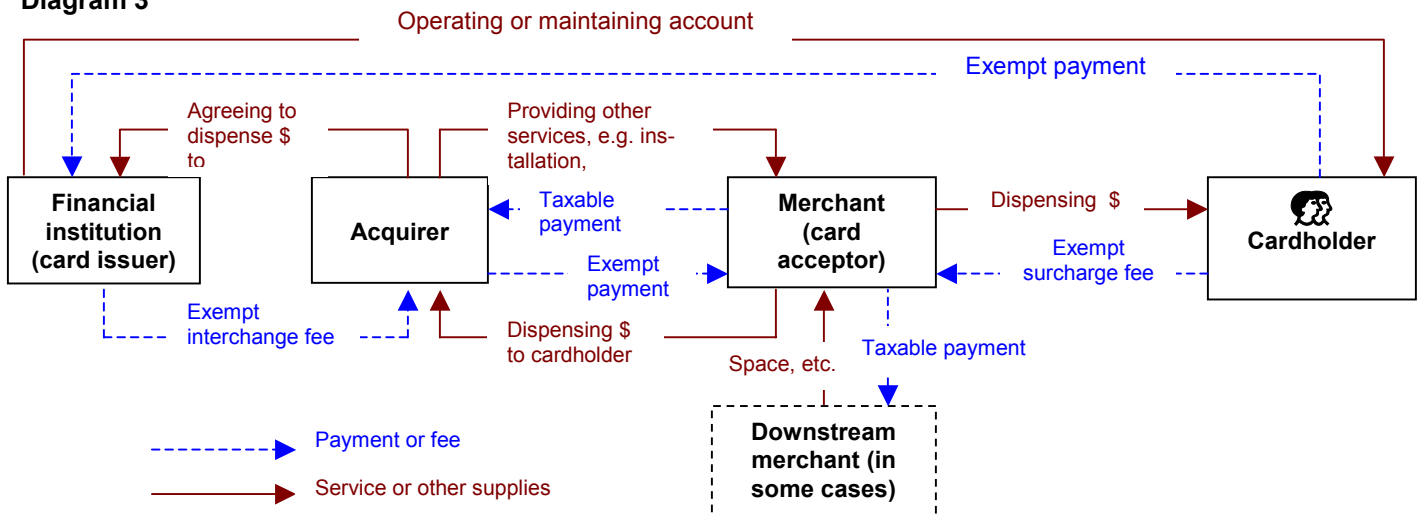 Diagram 3
Operating or maintaining account
Exempt payment
Agreeing to
dispense $
to
Providing other
services, e.g. ins-
tallation,
Financial
institution
(card issuer)
Acquirer
Taxable
payment
Exempt
payment
Merchant
(card
acceptor)
Dispensing $
Exempt
surcharge fee
Cardholder
Exempt
interchange fee
Dispensing $
to cardholder
Space, etc.
Taxable payment
Downstream
merchant (in
some cases)
Payment or fee
Service or other supplies